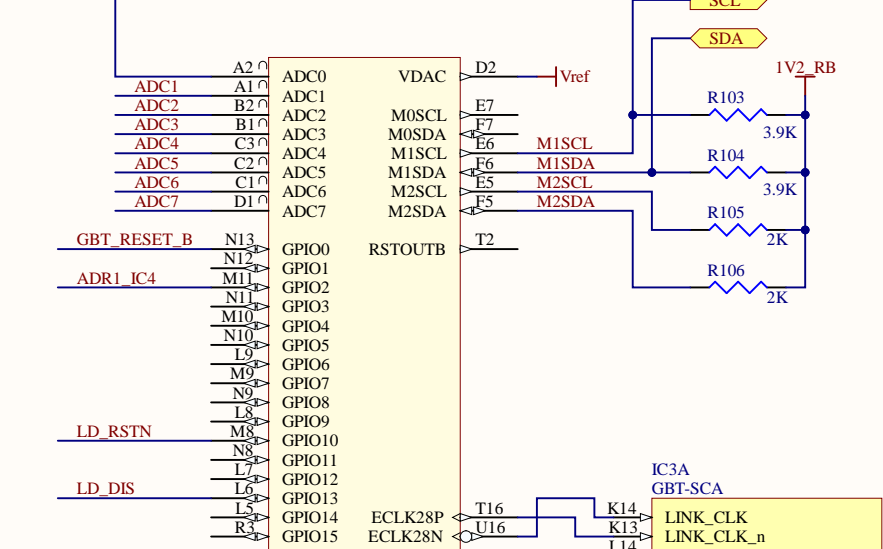 SCL
SDA
1V2_RB
A2 ADC0 VDAC D2 Vref
ADC1 A1 ADC1
ADC2 B2 ADC2 M0SCL E7
ADC3 B1 ADC3 M0SDA F7
ADC4 C3 ADC4 M1SCL E6 M1SCL
ADC5 C2 ADC5 M1SDA F6 M1SDA
ADC6 C1 ADC6 M2SCL E5 M2SCL
ADC7 D1 ADC7 M2SDA F5 M2SDA
R103
3.9K
R104
3.9K
R105
2K
R106
2K
GBT_RESET_B N13 GPIO0 RSTOUTB T2
N12 GPIO1
ADR1_IC4 M11 GPIO2
N11 GPIO3
M10 GPIO4
N10 GPIO5
L9 GPIO6
M9 GPIO7
N9 GPIO8
L8 GPIO9
LD_RSTN M8 GPIO10
N8 GPIO11
L7 GPIO12
LD_DIS L6 GPIO13
L5 GPIO14 ECLK28P T16
R3 GPIO15 ECLK28N U16
IC3A
GBT-SCA
K14 LINK_CLK
K13 LINK_CLK_n
L14